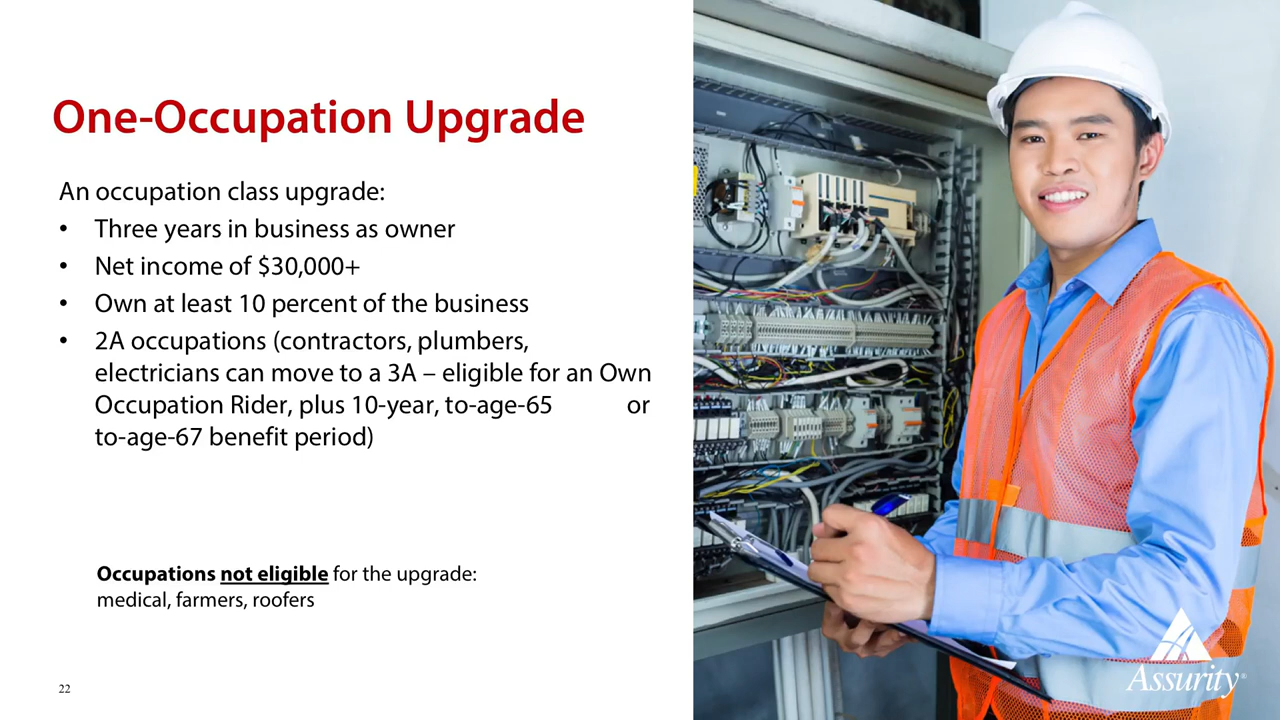 One-Occupation Upgrade
An occupation class upgrade:
• Three years in business as owner
• Net income of $30,000+
• Own at least 10 percent of the business
• 2A occupations (contractors, plumbers,
electricians can move to a 3A – eligible for an Own
Occupation Rider, plus 10-year, to-age-65 or
to-age-67 benefit period)
Occupations not eligible for the upgrade:
medical, farmers, roofers
22
Assurity®